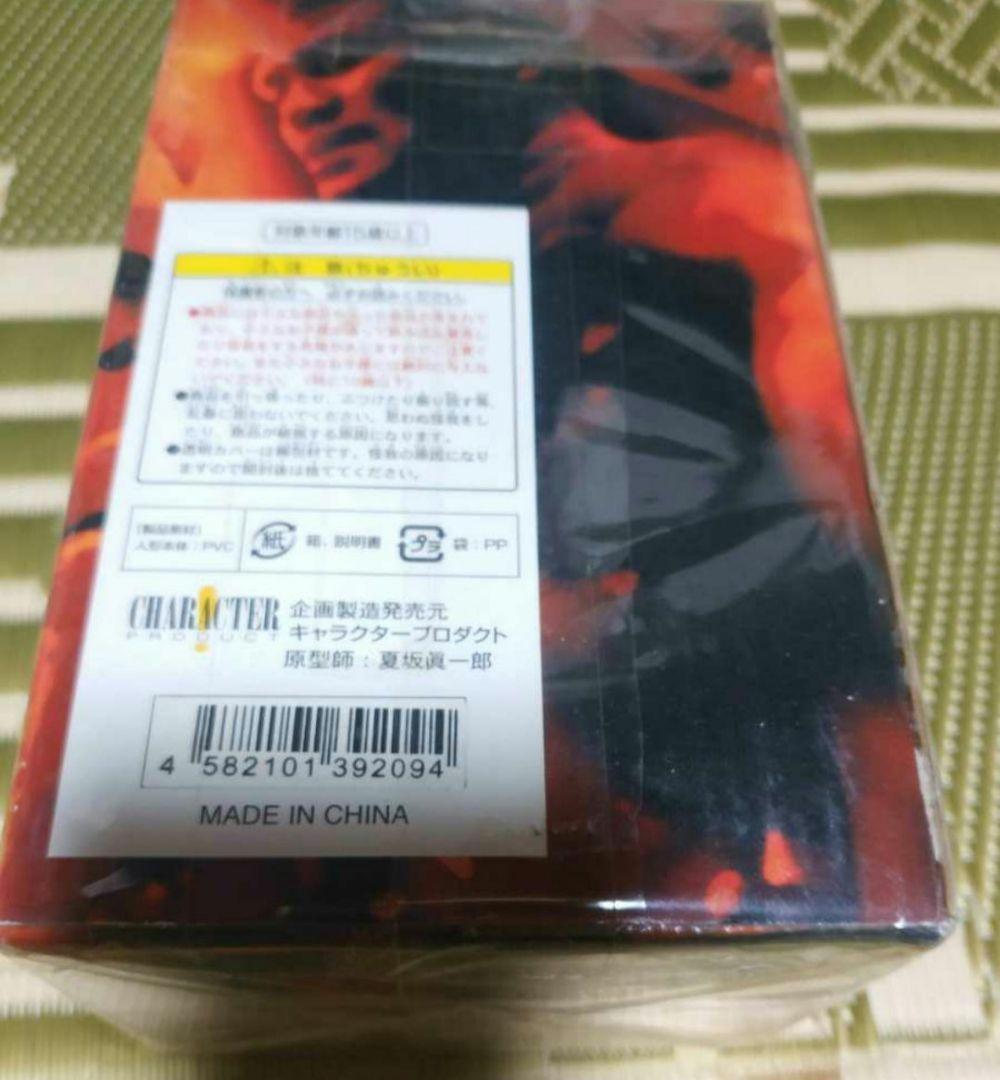 対象年齢15歳以上
注 意(ちゅうい)
保護者の方へ 必ずお読みください。
●商品を引っ張ったり、ぶつけたり振り回す等、
乱暴に扱わないでください。思わぬ怪我をし
たり、商品が破損する原因になります。
●透明カバーは梱包材です。怪我の原因になり
ますので開封後は捨ててください。
[製品素材]
人形本体:PVC
紙 箱、説明書
プラ 袋:PP
CHARACTER
PRODUCT
企画製造発売元
キャラクタープロダクト
原型師:夏坂眞一郎
4 582101 392094
MADE IN CHINA